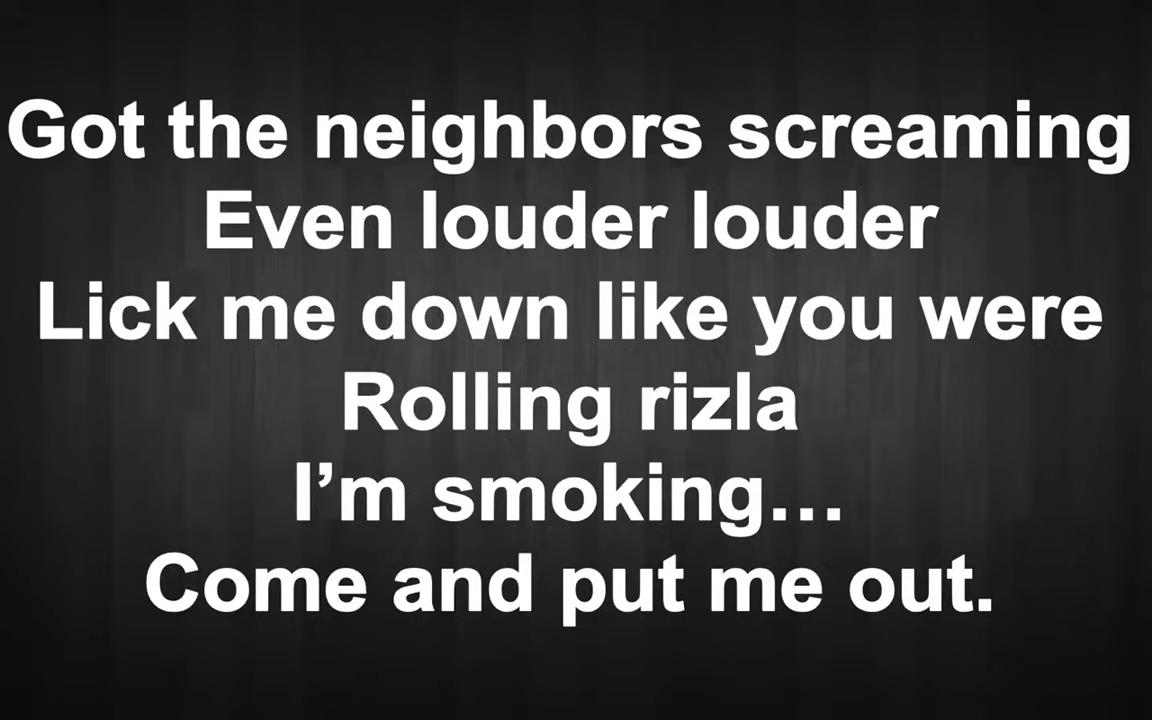 Got the neighbors screaming
Even louder louder
Lick me down like you were
Rolling rizla
I’m smoking…
Come and put me out.